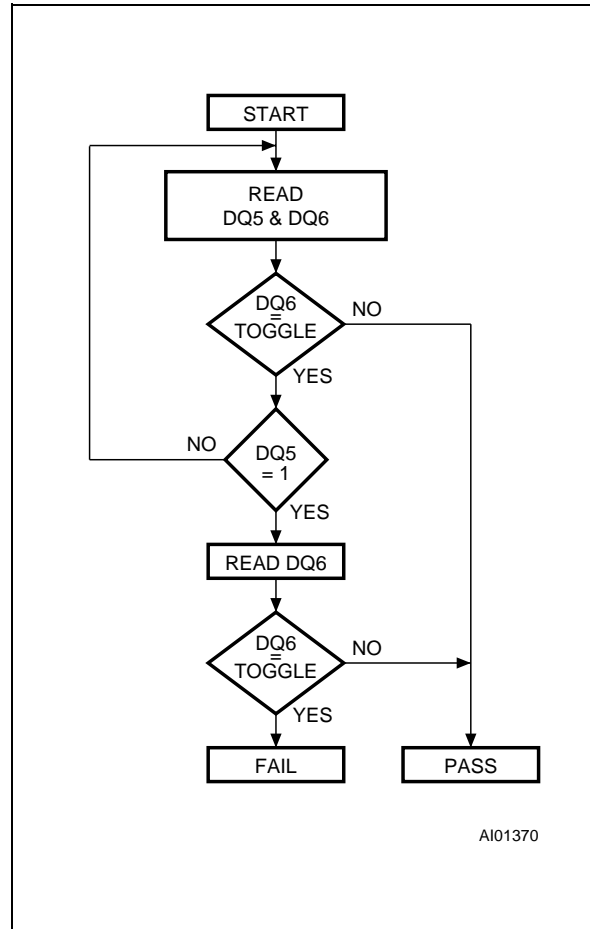 START
READ
DQ5 & DQ6
DQ6
=
TOGGLE
NO
YES
NO
DQ5
= 1
YES
READ DQ6
DQ6
=
TOGGLE
NO
YES
FAIL
PASS
AI01370